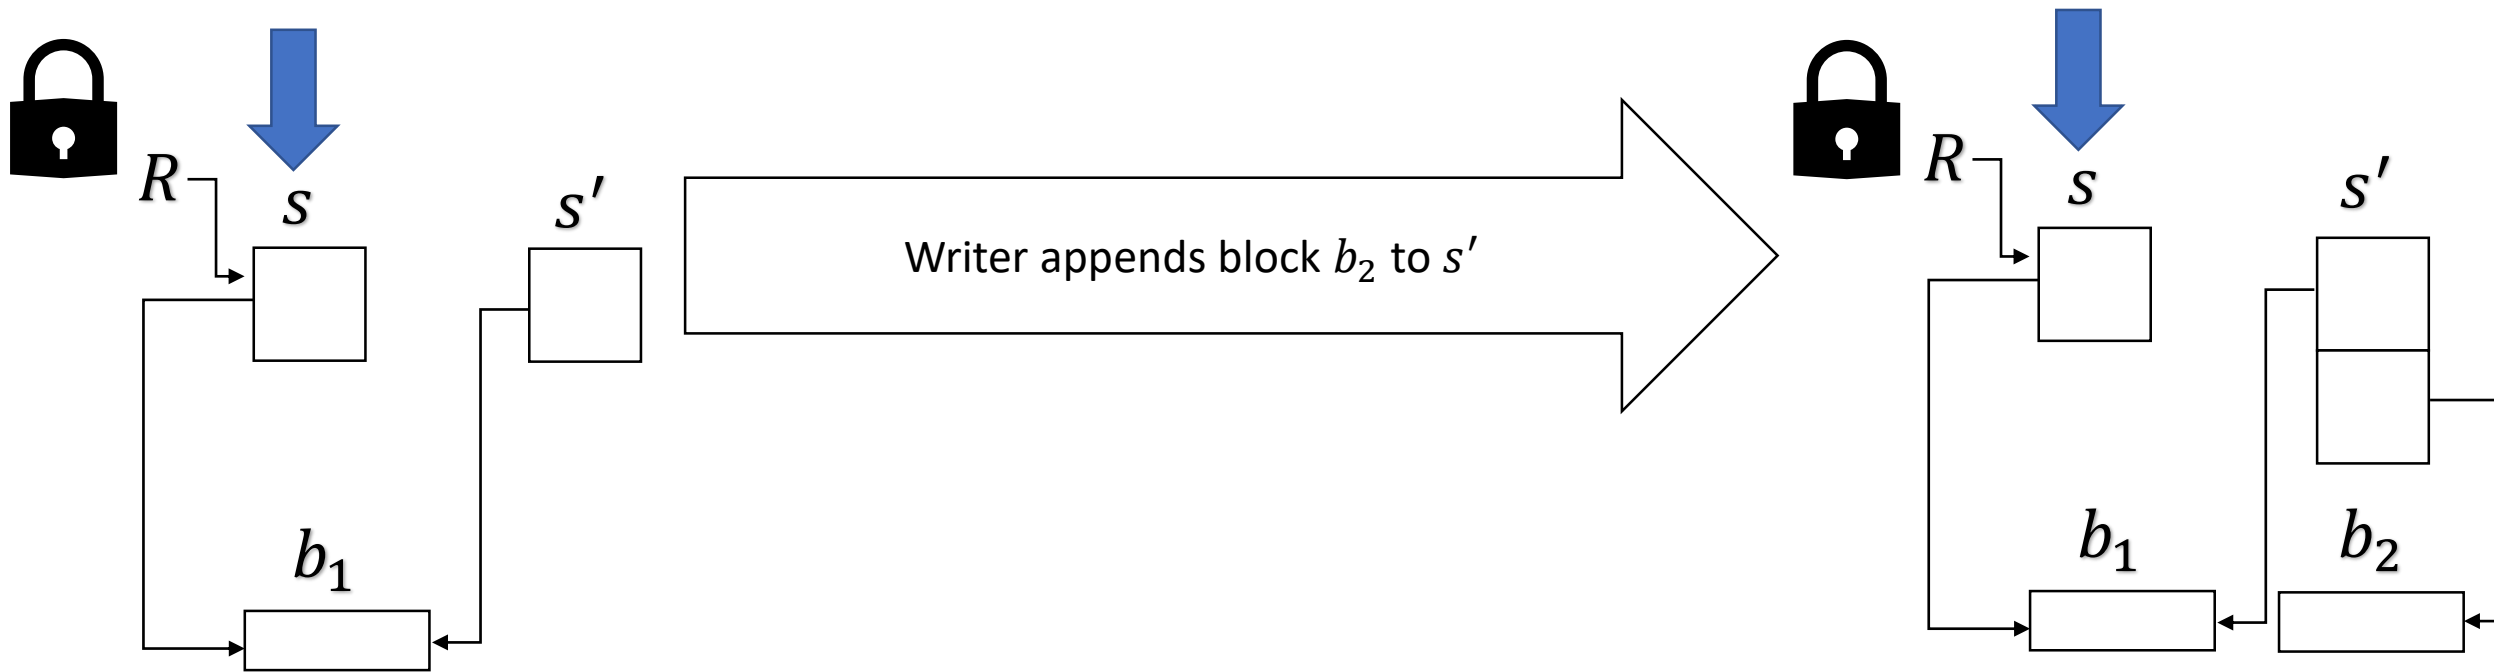 R
s
s′
b₁
Writer appends block b₂ to s′
R
s
s′
b₁
b₂